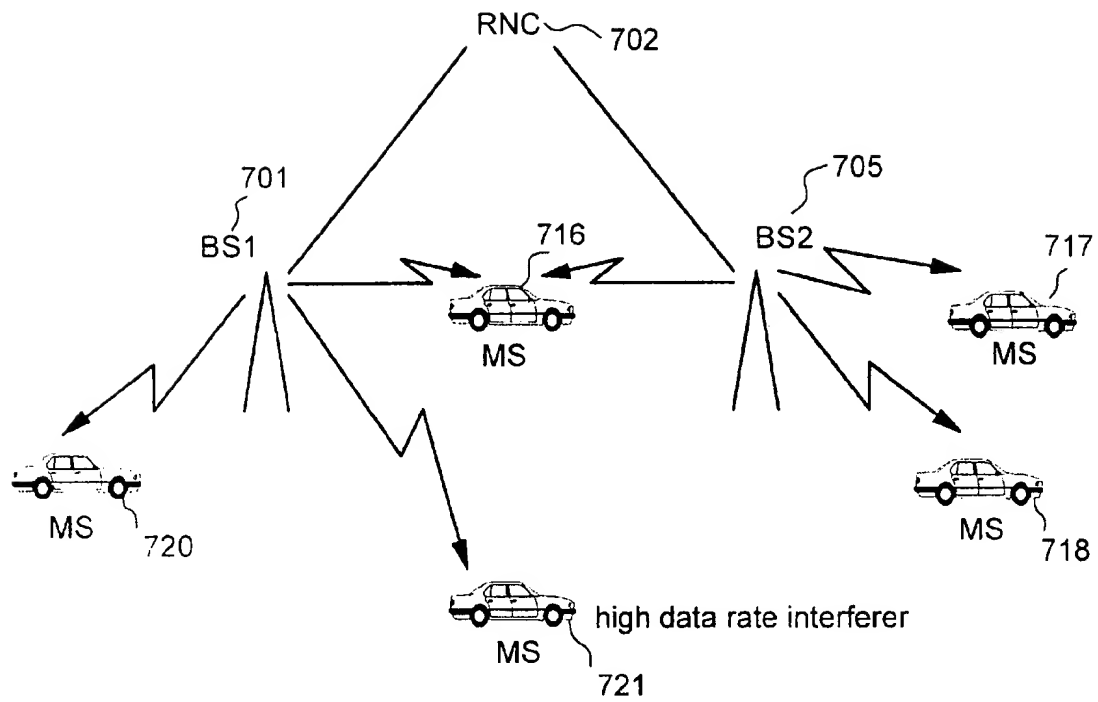 RNC 702
701
705
BS1
716
BS2
717
MS
MS
MS
720
MS
718
high data rate interferer
MS
721